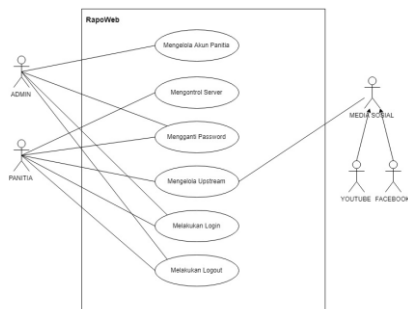 RapoWeb
Mengelola Akun Panitia
ADMIN
Mengontrol Server
MEDIA SOSIAL
Mengganti Password
PANITIA
Mengelola Upstream
YOUTUBE
FACEBOOK
Melakukan Login
Melakukan Logout